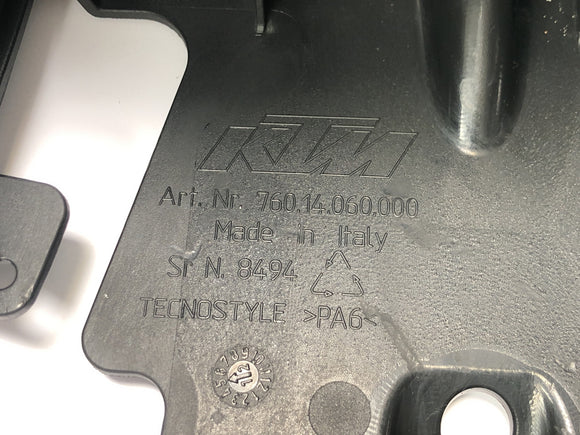 KTM
Art. Nr. 760.14.060.000
Made in Italy
Sr N. 8494
TECNOSTYLE >PA6<